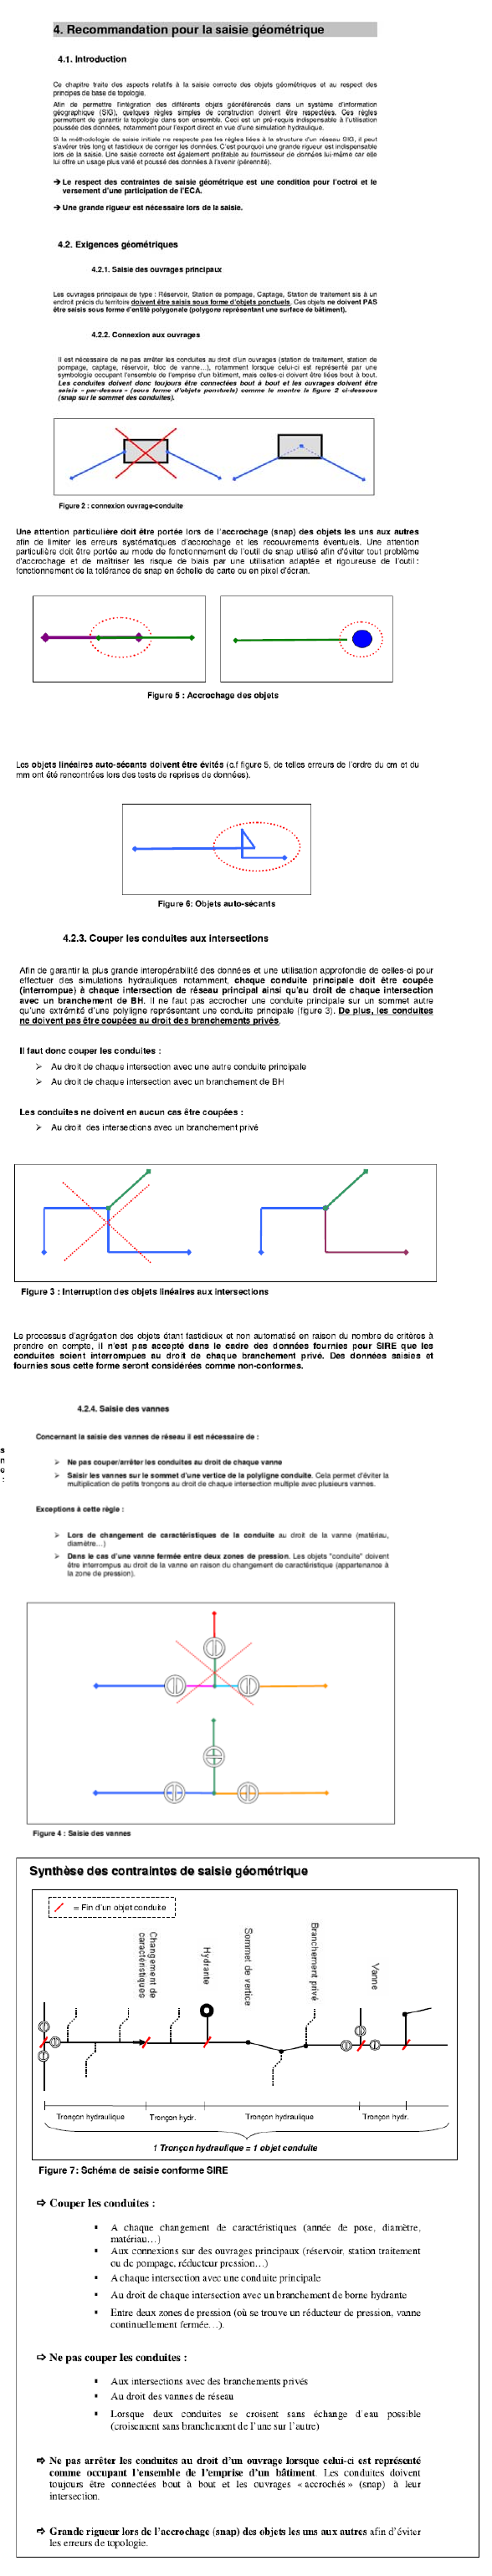 4. Recommandation pour la saisie géométrique
4.1. Introduction
Ce chapitre traite des aspects relatifs à la saisie correcte des objets géométriques et au respect des
principes de base de topologie.
Afin de permettre l'intégration des différents objets géoréférencés dans un système d'information
géographique (SIG), quelques règles simples de construction doivent être respectées. Ces règles
permettent de garantir la topologie dans son ensemble. Ceci est un pré-requis indispensable à l'utilisation
poussée des données, notamment pour l'export direct en vue d'une simulation hydraulique.
Si la méthodologie de saisie initiale ne respecte pas les règles liées à la structure d'un réseau SIG, il peut
s'avérer très long et fastidieux de corriger les données. C'est pourquoi une grande rigueur est indispensable
lors de la saisie. Une saisie correcte est également profitable au fournisseur de données lui-même car elle
lui offre un usage plus varié et poussé des données à l'avenir (pérennité).
➔ Le respect des contraintes de saisie géométrique est une condition pour l'octroi et le
versement d'une participation de l'ECA.
➔ Une grande rigueur est nécessaire lors de la saisie.
4.2. Exigences géométriques
4.2.1. Saisie des ouvrages principaux
Les ouvrages principaux de type : Réservoir, Station de pompage, Captage, Station de traitement sis à un
endroit précis du territoire doivent être saisis sous forme d'objets ponctuels. Ces objets ne doivent PAS
être saisis sous forme d'entité polygonale (polygone représentant une surface de bâtiment).
4.2.2. Connexion aux ouvrages
Il est nécessaire de ne pas arrêter les conduites au droit d'un ouvrages (station de traitement, station de
pompage, captage, réservoir, bloc de vanne...), notamment lorsque celui-ci est représenté par une
symbologie occupant l'ensemble de l'emprise d'un bâtiment, mais celles-ci doivent être liées bout à bout.
Les conduites doivent donc toujours être connectées bout à bout et les ouvrages doivent être
saisis « par-dessus » (sous forme d'objets ponctuels) comme le montre la figure 2 ci-dessous
(snap sur le sommet des conduites).
Figure 2 : connexion ouvrage-conduite
Une attention particulière doit être portée lors de l'accrochage (snap) des objets les uns aux autres
afin de limiter les erreurs systématiques d'accrochage et les recouvrements éventuels. Une attention
particulière doit être portée au mode de fonctionnement de l'outil de snap utilisé afin d'éviter tout problème
d'accrochage et de maîtriser les risque de biais par une utilisation adaptée et rigoureuse de l'outil :
fonctionnement de la tolérance de snap en échelle de carte ou en pixel d'écran.
Figure 5 : Accrochage des objets
Les objets linéaires auto-sécants doivent être évités (c.f figure 5, de telles erreurs de l'ordre du cm et du
mm ont été rencontrées lors des tests de reprises de données).
Figure 6: Objets auto-sécants
4.2.3. Couper les conduites aux intersections
Afin de garantir la plus grande interopérabilité des données et une utilisation approfondie de celles-ci pour
effectuer des simulations hydrauliques notamment, chaque conduite principale doit être coupée
(interrompue) à chaque intersection de réseau principal ainsi qu'au droit de chaque intersection
avec un branchement de BH. Il ne faut pas accrocher une conduite principale sur un sommet autre
qu'une extrémité d'une polyligne représentant une conduite principale (figure 3). De plus, les conduites
ne doivent pas être coupées au droit des branchements privés.
Il faut donc couper les conduites :
➢ Au droit de chaque intersection avec une autre conduite principale
➢ Au droit de chaque intersection avec un branchement de BH
Les conduites ne doivent en aucun cas être coupées :
➢ Au droit des intersections avec un branchement privé
Figure 3 : Interruption des objets linéaires aux intersections
Le processus d'agrégation des objets étant fastidieux et non automatisé en raison du nombre de critères à
prendre en compte, il n'est pas accepté dans le cadre des données fournies pour SIRE que les
conduites soient interrompues au droit de chaque branchement privé. Des données saisies et
fournies sous cette forme seront considérées comme non-conformes.
4.2.4. Saisie des vannes
Concernant la saisie des vannes de réseau il est nécessaire de :
s
n
e
:
➢ Ne pas couper/arrêter les conduites au droit de chaque vanne
➢ Saisir les vannes sur le sommet d'une vertice de la polyligne conduite. Cela permet d'éviter la
multiplication de petits tronçons au droit de chaque intersection multiple avec plusieurs vannes.
Exceptions à cette règle :
➢ Lors de changement de caractéristiques de la conduite au droit de la vanne (matériau,
diamètre...)
➢ Dans le cas d'une vanne fermée entre deux zones de pression. Les objets "conduite" doivent
être interrompus au droit de la vanne en raison du changement de caractéristique (appartenance à
la zone de pression).
Figure 4 : Saisie des vannes
Synthèse des contraintes de saisie géométrique
= Fin d'un objet conduite
Changement de
caractéristiques
Hydrante
Sommet de vertice
Branchement privé
Vanne
Tronçon hydraulique
Tronçon hydr.
Tronçon hydraulique
Tronçon hydr.
1 Tronçon hydraulique = 1 objet conduite
Figure 7: Schéma de saisie conforme SIRE
⇨ Couper les conduites :
▪ A chaque changement de caractéristiques (année de pose, diamètre,
matériau...)
▪ Aux connexions sur des ouvrages principaux (réservoir, station traitement
ou de pompage, réducteur pression...)
▪ A chaque intersection avec une conduite principale
▪ Au droit de chaque intersection avec un branchement de borne hydrante
▪ Entre deux zones de pression (où se trouve un réducteur de pression, vanne
continuellement fermée...).
⇨ Ne pas couper les conduites :
▪ Aux intersections avec des branchements privés
▪ Au droit des vannes de réseau
▪ Lorsque deux conduites se croisent sans échange d'eau possible
(croisement sans branchement de l'une sur l'autre)
⇨ Ne pas arrêter les conduites au droit d'un ouvrage lorsque celui-ci est représenté
comme occupant l'ensemble de l'emprise d'un bâtiment. Les conduites doivent
toujours être connectées bout à bout et les ouvrages « accrochés » (snap) à leur
intersection.
⇨ Grande rigueur lors de l'accrochage (snap) des objets les uns aux autres afin d'éviter
les erreurs de topologie.